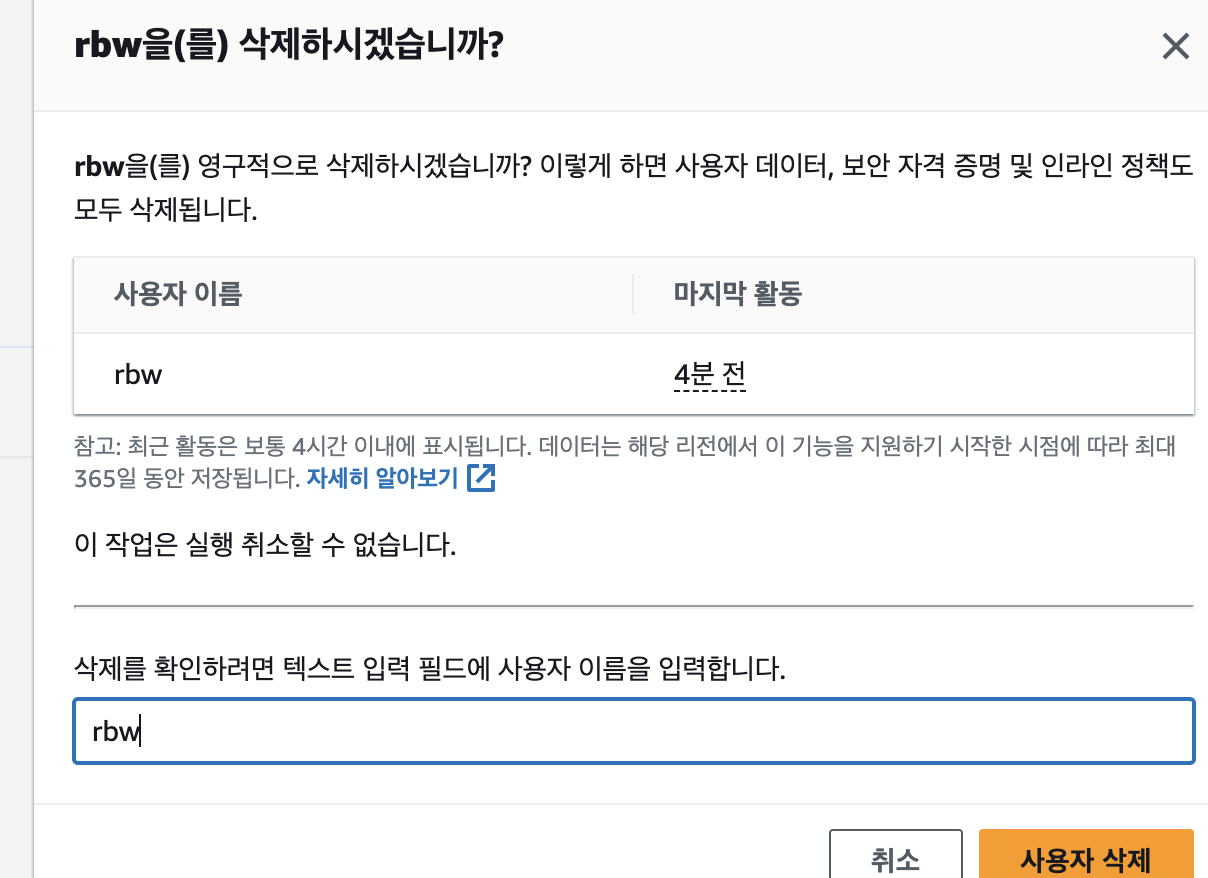 rbw을(를) 삭제하시겠습니까?
rbw을(를) 영구적으로 삭제하시겠습니까? 이렇게 하면 사용자 데이터, 보안 자격 증명 및 인라인 정책도
모두 삭제됩니다.
사용자 이름 마지막 활동
rbw 4분 전
참고: 최근 활동은 보통 4시간 이내에 표시됩니다. 데이터는 해당 리전에서 이 기능을 지원하기 시작한 시점에 따라 최대
365일 동안 저장됩니다. 자세히 알아보기
이 작업은 실행 취소할 수 없습니다.
삭제를 확인하려면 텍스트 입력 필드에 사용자 이름을 입력합니다.
rbw
취소 사용자 삭제